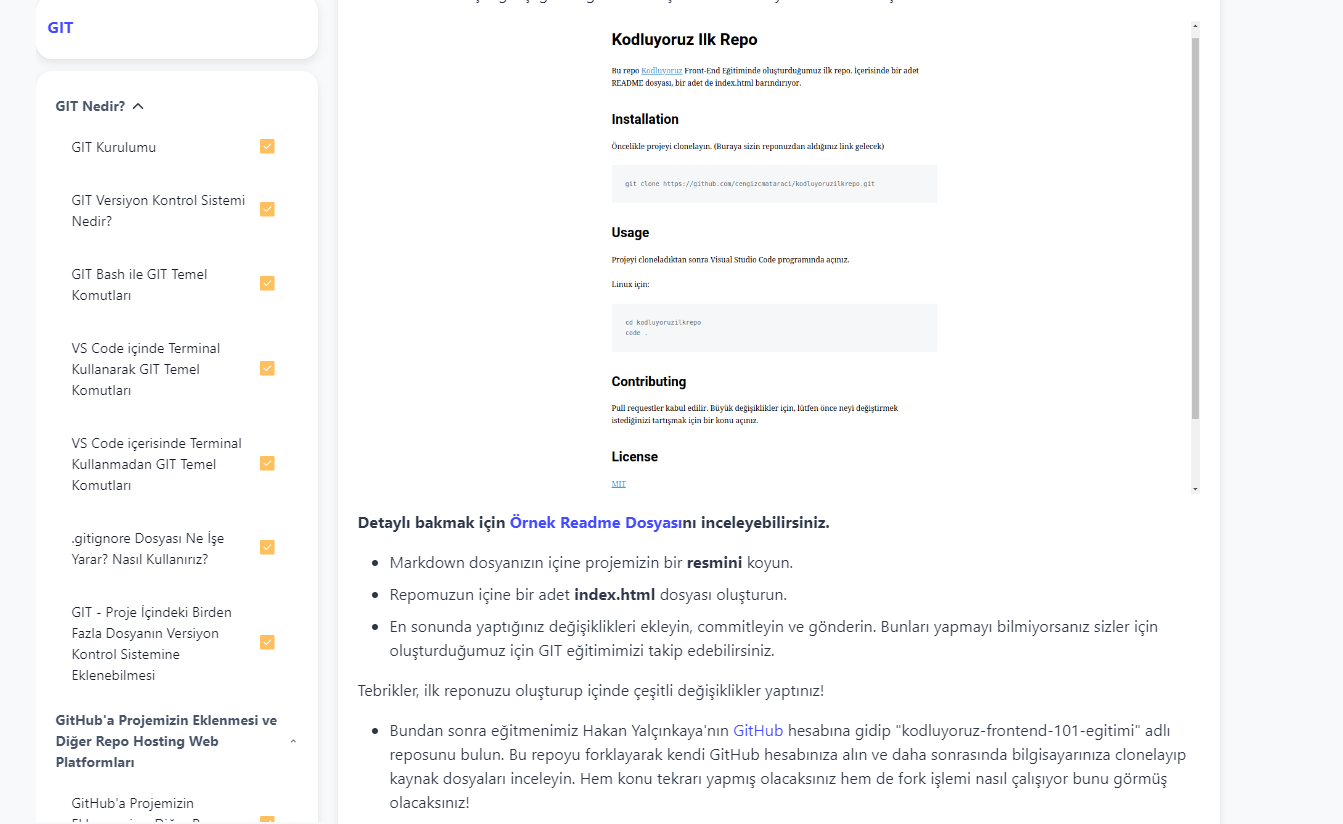 GIT
GIT Nedir?
GIT Kurulumu
GIT Versiyon Kontrol Sistemi
Nedir?
GIT Bash ile GIT Temel
Komutları
VS Code içinde Terminal
Kullanarak GIT Temel
Komutları
VS Code içerisinde Terminal
Kullanmadan GIT Temel
Komutları
.gitignore Dosyası Ne İşe
Yarar? Nasıl Kullanırız?
GIT - Proje İçindeki Birden
Fazla Dosyanın Versiyon
Kontrol Sistemine
Eklenebilmesi
GitHub'a Projemizin Eklenmesi ve
Diğer Repo Hosting Web
Platformları
GitHub'a Projemizin
Kodluyoruz Ilk Repo
Bu repo Kodluyoruz Front-End Eğitiminde oluşturduğumuz ilk repo. Içerisinde bir adet
README dosyası, bir adet de index.html barındırıyor.
Installation
Öncelikle projeyi clonelayın. (Buraya sizin reponuzdan aldığınız link gelecek)
git clone https://github.com/cengizcmataraci/kodluyoruzilkrepo.git
Usage
Projeyi cloneladıktan sonra Visual Studio Code programında açınız.
Linux için:
cd kodluyoruzilkrepo
code .
Contributing
Pull requestler kabul edilir. Büyük değişiklikler için, lütfen önce neyi değiştirmek
istediğinizi tartışmak için bir konu açınız.
License
MIT
Detaylı bakmak için Örnek Readme Dosyasını inceleyebilirsiniz.
Markdown dosyanızın içine projemizin bir resmini koyun.
Repomuzun içine bir adet index.html dosyası oluşturun.
En sonunda yaptığınız değişiklikleri ekleyin, commitleyin ve gönderin. Bunları yapmayı bilmiyorsanız sizler için
oluşturduğumuz için GIT eğitimimizi takip edebilirsiniz.
Tebrikler, ilk reponuzu oluşturup içinde çeşitli değişiklikler yaptınız!
Bundan sonra eğitmenimiz Hakan Yalçınkaya'nın GitHub hesabına gidip "kodluyoruz-frontend-101-egitimi" adlı
reposunu bulun. Bu repoyu forklayarak kendi GitHub hesabınıza alın ve daha sonrasında bilgisayarınıza clonelayıp
kaynak dosyaları inceleyin. Hem konu tekrarı yapmış olacaksınız hem de fork işlemi nasıl çalışıyor bunu görmüş
olacaksınız!